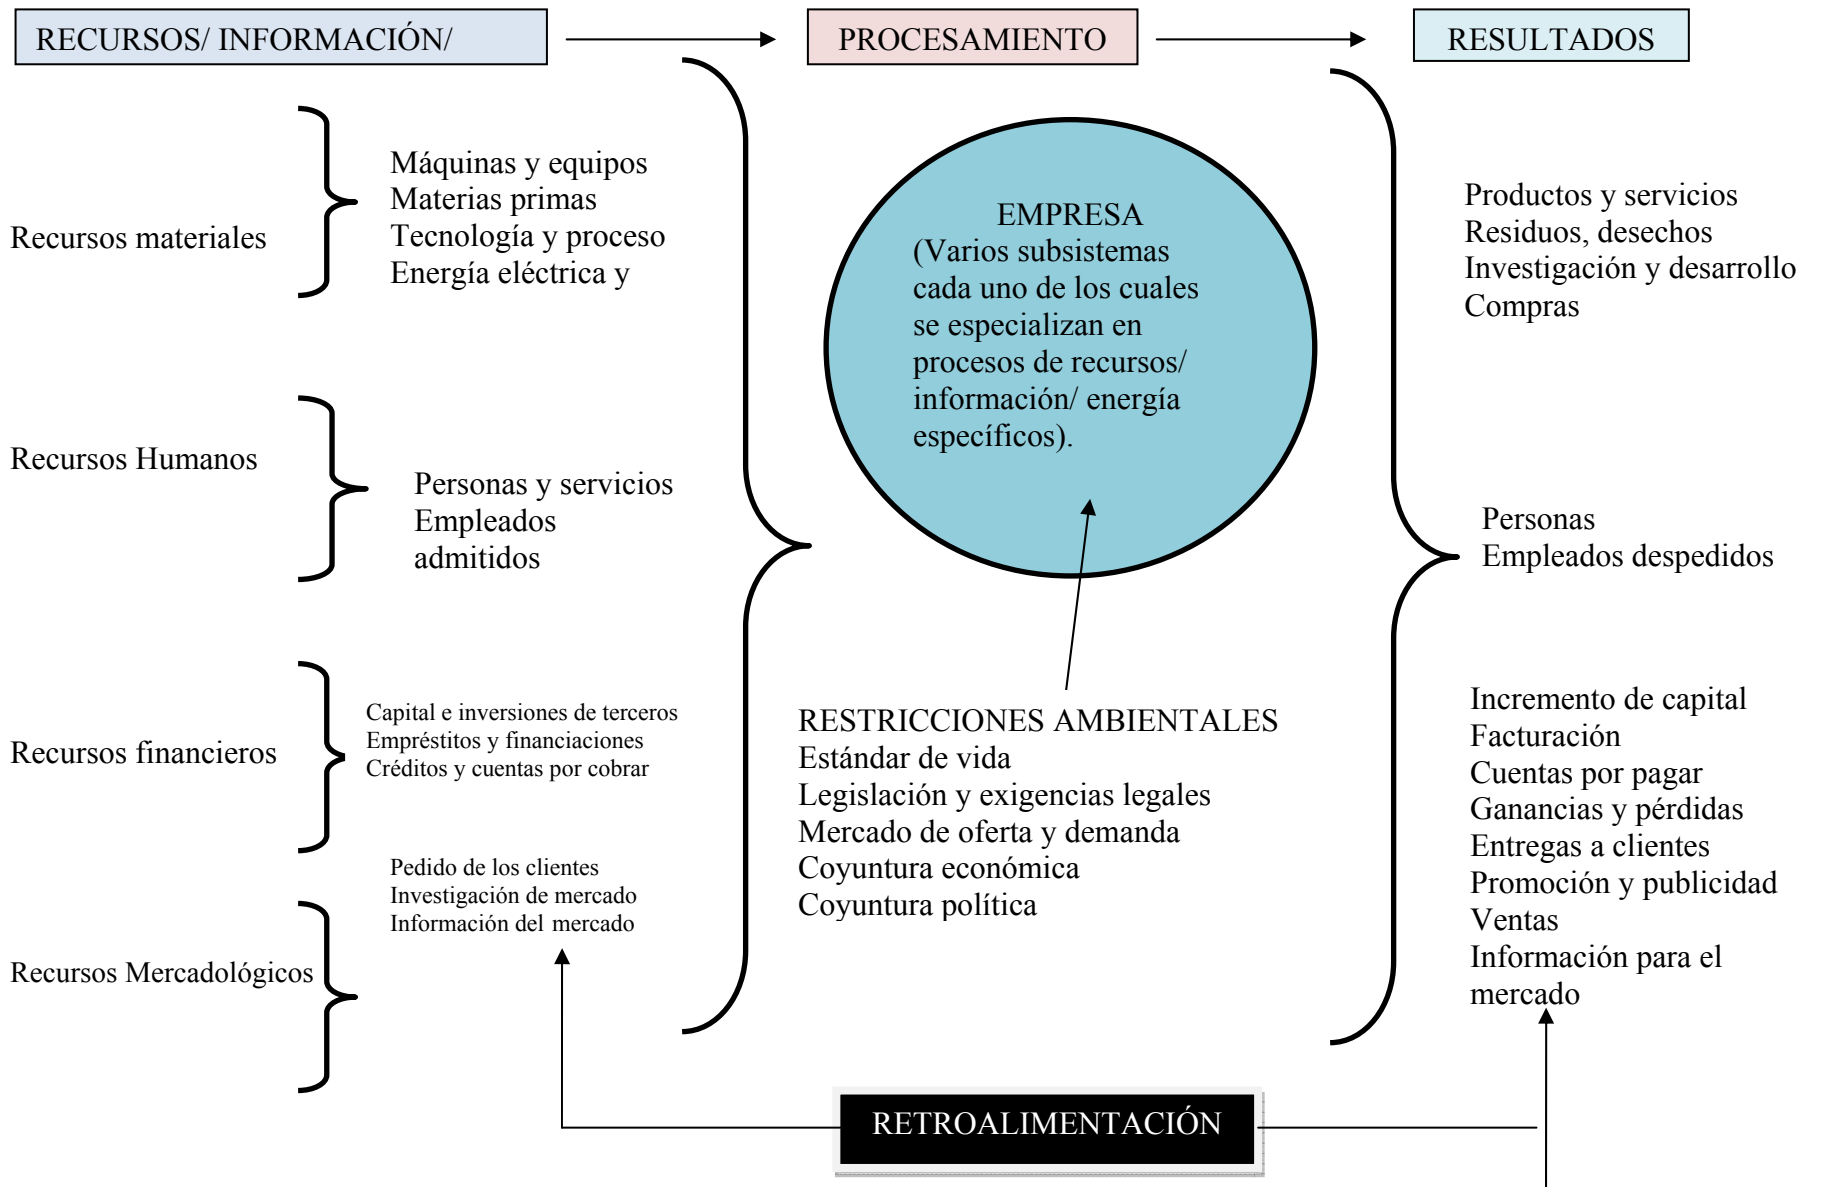 RECURSOS/ INFORMACIÓN/
PROCESAMIENTO
RESULTADOS
Recursos materiales
Máquinas y equipos
Materias primas
Tecnología y proceso
Energía eléctrica y
Recursos Humanos
Personas y servicios
Empleados
admitidos
Recursos financieros
Capital e inversiones de terceros
Empréstitos y financiaciones
Créditos y cuentas por cobrar
Recursos Mercadológicos
Pedido de los clientes
Investigación de mercado
Información del mercado
EMPRESA
(Varios subsistemas
cada uno de los cuales
se especializan en
procesos de recursos/
información/ energía
específicos).
RESTRICCIONES AMBIENTALES
Estándar de vida
Legislación y exigencias legales
Mercado de oferta y demanda
Coyuntura económica
Coyuntura política
Productos y servicios
Residuos, desechos
Investigación y desarrollo
Compras
Personas
Empleados despedidos
Incremento de capital
Facturación
Cuentas por pagar
Ganancias y pérdidas
Entregas a clientes
Promoción y publicidad
Ventas
Información para el
mercado
RETROALIMENTACIÓN